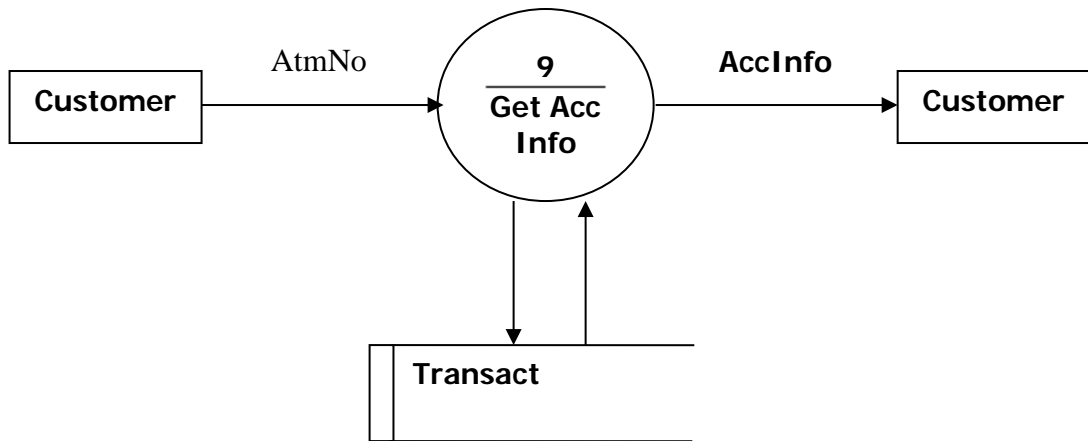 AtmNo
AccInfo
Customer
9
Get Acc
Info
Customer
Transact